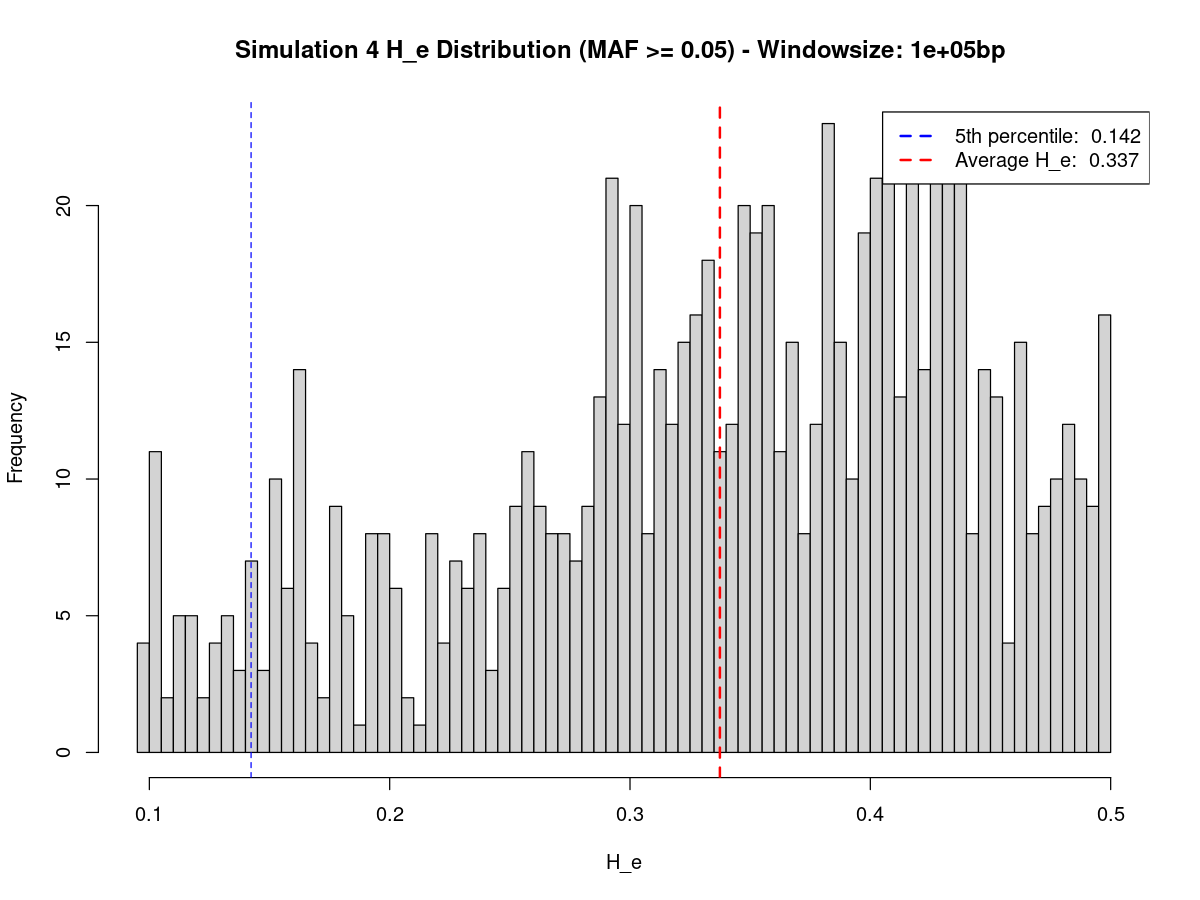 Simulation 4 H_e Distribution (MAF >= 0.05) - Windowsize: 1e+05bp
5th percentile:  0.142
Average H_e:  0.337
Frequency
20
15
10
5
0
0.1 0.2 0.3 0.4 0.5
H_e